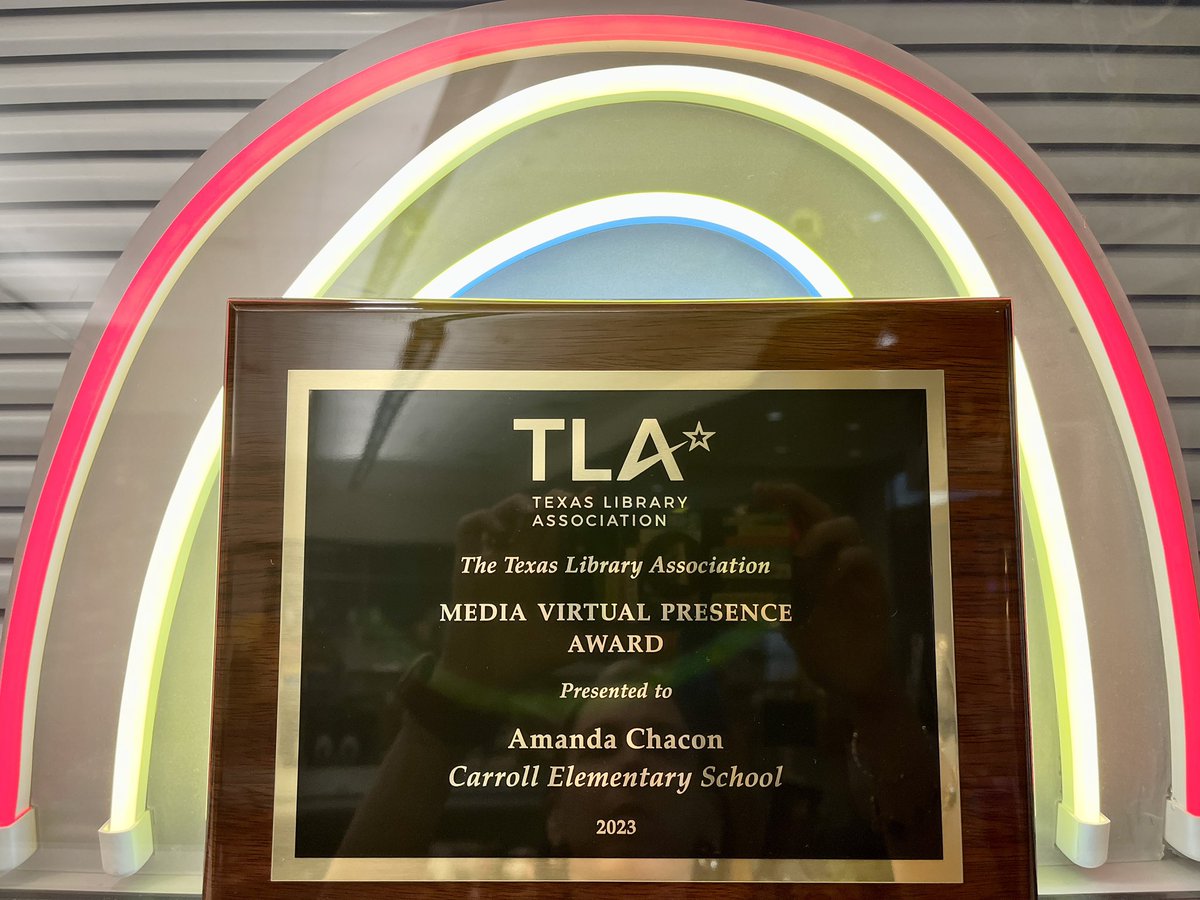 TLA
TEXAS LIBRARY
ASSOCIATION
The Texas Library Association
MEDIA VIRTUAL PRESENCE
AWARD
Presented to
Amanda Chacon
Carroll Elementary School
2023